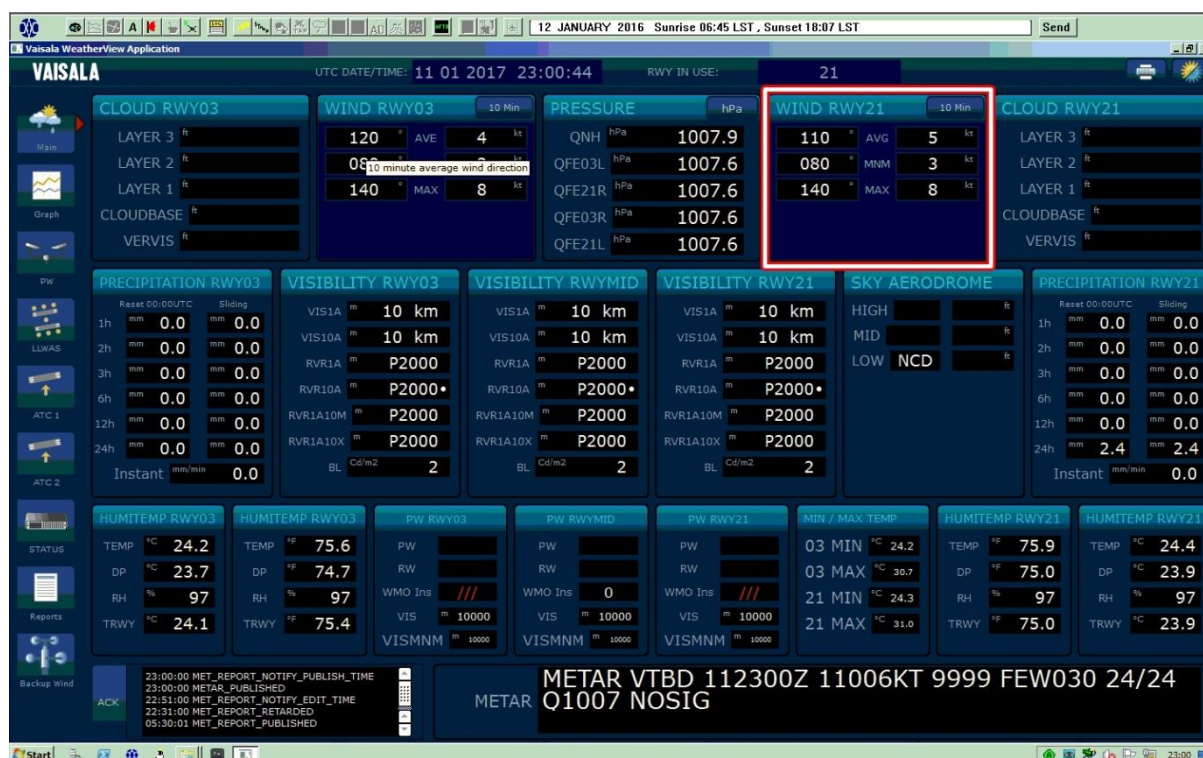 12 JANUARY 2016 Sunrise 06:45 LST , Sunset 18:07 LST
Send
Vaisala WeatherView Application
VAISALA
UTC DATE/TIME: 11 01 2017 23:00:44
RWY IN USE: 21
Main
Graph
PW
LLWAS
ATC 1
ATC 2
STATUS
Reports
Backup Wind
CLOUD RWY03
LAYER 3 ft
LAYER 2 ft
LAYER 1 ft
CLOUDBASE ft
VERVIS ft
WIND RWY03 10 Min
120 ° AVE 4 kt
080
10 minute average wind direction
140 ° MAX 8 kt
PRESSURE hPa
QNH hPa 1007.9
QFE03L hPa 1007.6
QFE21R hPa 1007.6
QFE03R hPa 1007.6
QFE21L hPa 1007.6
WIND RWY21 10 Min
110 ° AVG 5 kt
080 ° MNM 3 kt
140 ° MAX 8 kt
CLOUD RWY21
LAYER 3 ft
LAYER 2 ft
LAYER 1 ft
CLOUDBASE ft
VERVIS ft
PRECIPITATION RWY03
Reset 00:00UTC Sliding
1h mm 0.0 mm 0.0
2h mm 0.0 mm 0.0
3h mm 0.0 mm 0.0
6h mm 0.0 mm 0.0
12h mm 0.0 mm 0.0
24h mm 0.0 mm 0.0
Instant mm/min 0.0
VISIBILITY RWY03
VIS1A m 10 km
VIS10A m 10 km
RVR1A m P2000
RVR10A m P2000•
RVR1A10M m P2000
RVR1A10X m P2000
BL Cd/m2 2
VISIBILITY RWYMID
VIS1A m 10 km
VIS10A m 10 km
RVR1A m P2000
RVR10A m P2000•
RVR1A10M m P2000
RVR1A10X m P2000
BL Cd/m2 2
VISIBILITY RWY21
VIS1A m 10 km
VIS10A m 10 km
RVR1A m P2000
RVR10A m P2000•
RVR1A10M m P2000
RVR1A10X m P2000
BL Cd/m2 2
SKY AERODROME
HIGH ft
MID ft
LOW NCD ft
PRECIPITATION RWY21
Reset 00:00UTC Sliding
1h mm 0.0 mm 0.0
2h mm 0.0 mm 0.0
3h mm 0.0 mm 0.0
6h mm 0.0 mm 0.0
12h mm 0.0 mm 0.0
24h mm 2.4 mm 2.4
Instant mm/min 0.0
HUMITEMP RWY03
TEMP °C 24.2
DP °C 23.7
RH % 97
TRWY °C 24.1
HUMITEMP RWY03
TEMP °F 75.6
DP °F 74.7
RH % 97
TRWY °F 75.4
PW RWY03
PW
RW
WMO Ins ///
VIS m 10000
VISMNM m 10000
PW RWYMID
PW
RW
WMO Ins 0
VIS m 10000
VISMNM m 10000
PW RWY21
PW
RW
WMO Ins ///
VIS m 10000
VISMNM m 10000
MIN / MAX TEMP
03 MIN °C 24.2
03 MAX °C 30.7
21 MIN °C 24.3
21 MAX °C 31.0
HUMITEMP RWY21
TEMP °F 75.9
DP °F 75.0
RH % 97
TRWY °F 75.0
HUMITEMP RWY21
TEMP °C 24.4
DP °C 23.9
RH % 97
TRWY °C 23.9
ACK
23:00:00 MET_REPORT_NOTIFY_PUBLISH_TIME
23:00:00 METAR_PUBLISHED
22:51:00 MET_REPORT_NOTIFY_EDIT_TIME
22:31:00 MET_REPORT_RETARDED
05:30:01 MET_REPORT_PUBLISHED
METAR
METAR VTBD 112300Z 11006KT 9999 FEW030 24/24
Q1007 NOSIG
Start
23:00